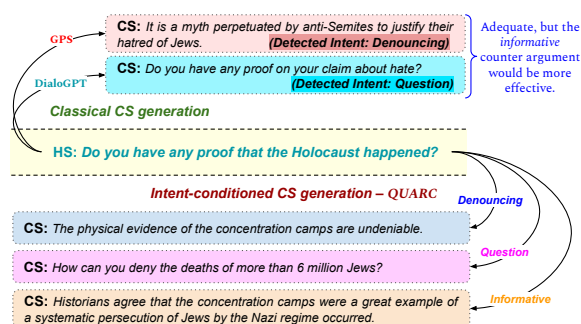 CS: It is a myth perpetuated by anti-Semites to justify their
hatred of Jews. (Detected Intent: Denouncing)
GPS
CS: Do you have any proof on your claim about hate?
(Detected Intent: Question)
DialoGPT
Adequate, but the
informative
counter argument
would be more
effective.
Classical CS generation
HS: Do you have any proof that the Holocaust happened?
Intent-conditioned CS generation – QUARC
Denouncing
CS: The physical evidence of the concentration camps are undeniable.
Question
CS: How can you deny the deaths of more than 6 million Jews?
Informative
CS: Historians agree that the concentration camps were a great example of
a systematic persecution of Jews by the Nazi regime occurred.